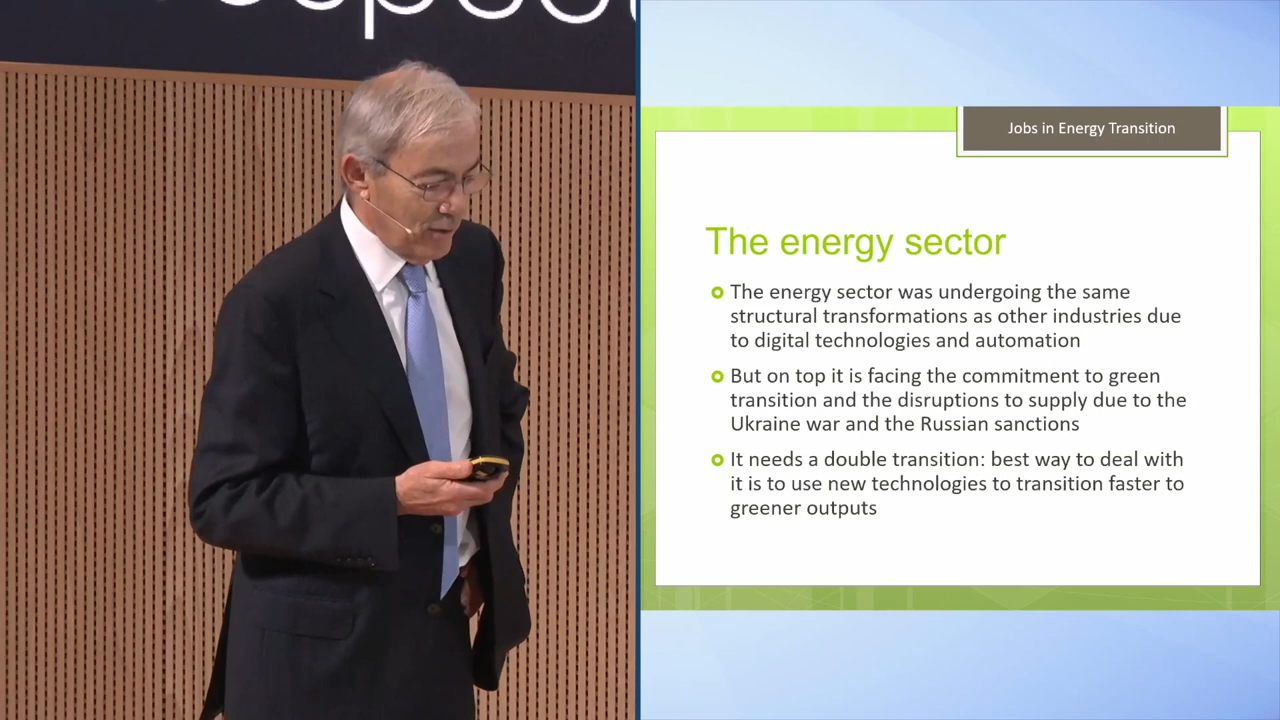 Jobs in Energy Transition
The energy sector
The energy sector was undergoing the same
structural transformations as other industries due
to digital technologies and automation
But on top it is facing the commitment to green
transition and the disruptions to supply due to the
Ukraine war and the Russian sanctions
It needs a double transition: best way to deal with
it is to use new technologies to transition faster to
greener outputs